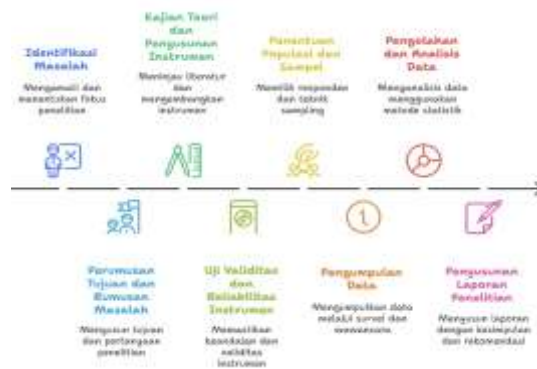 Identifikasi
Masalah
Mengamati dan
menentukan fokus
penelitian
Perumusan
Tujuan dan
Rumusan
Masalah
Menyusun tujuan
dan pertanyaan
penelitian
Kajian Teori
dan
Penyusunan
Instrumen
Meninjau literatur
dan
mengembangkan
instrumen
Uji Validitas
dan
Reliabilitas
Instrumen
Memastikan
keandalan dan
validitas
instrumen
Penentuan
Populasi dan
Sampel
Memilih responden
dan teknik
sampling
Pengumpulan
Data
Mengumpulkan data
melalui survei dan
wawancara
Pengolahan
dan Analisis
Data
Menganalisis data
menggunakan
metode statistik
Penyusunan
Laporan
Penelitian
Menyusun laporan
dengan kesimpulan
dan rekomendasi